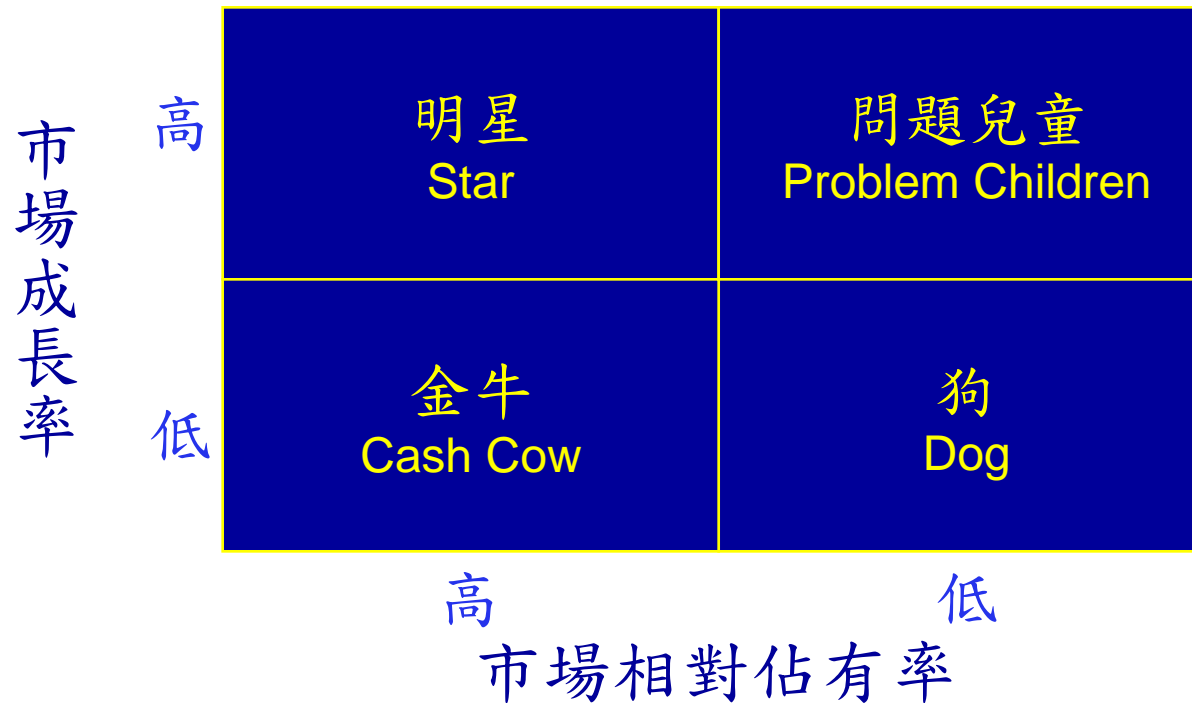 市場成長率
高
明星
Star
問題兒童
Problem Children
低
金牛
Cash Cow
狗
Dog
高
低
市場相對佔有率